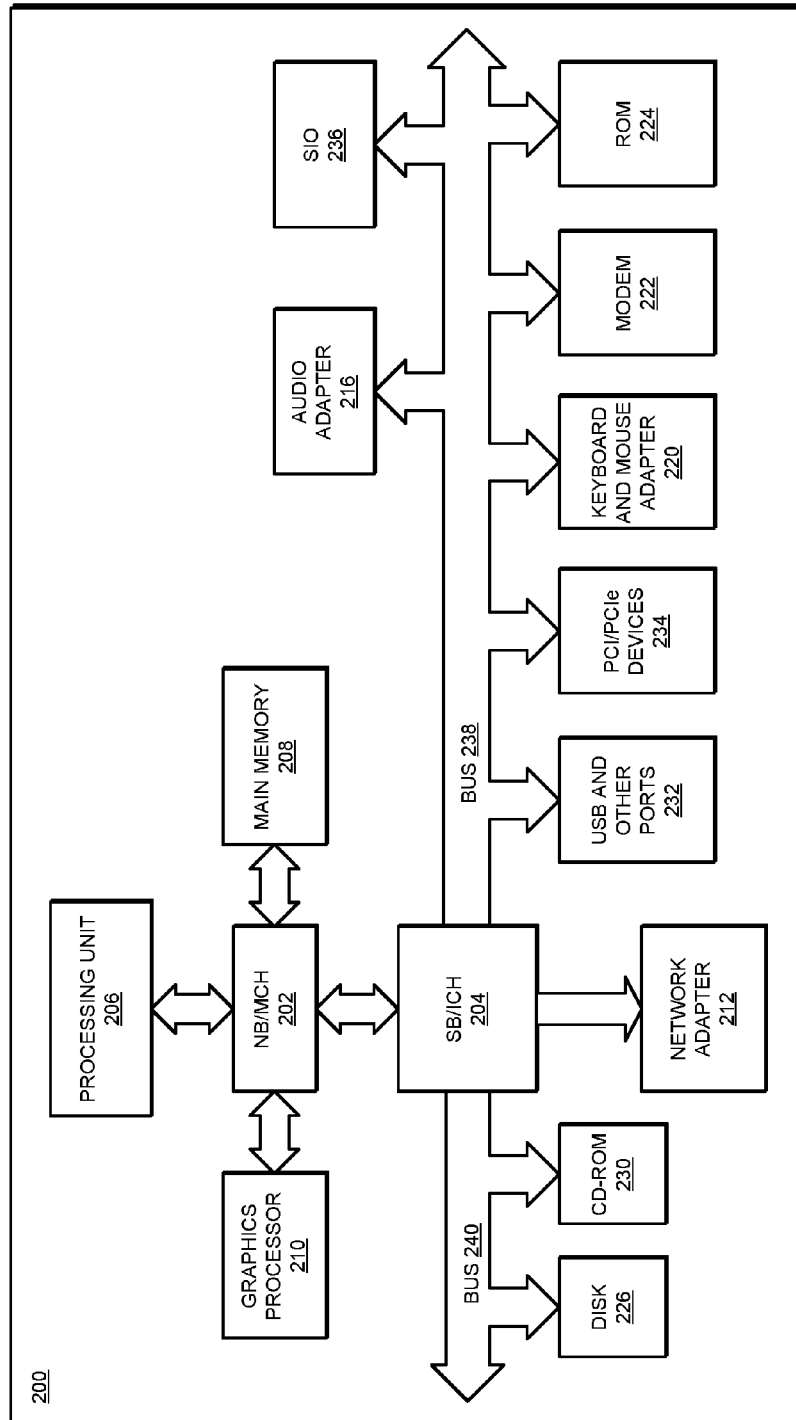 200
PROCESSING UNIT
206
GRAPHICS
PROCESSOR
210
NB/MCH
202
MAIN MEMORY
208
AUDIO
ADAPTER
216
SIO
236
SB/ICH
204
BUS 240
BUS 238
DISK
226
CD-ROM
230
NETWORK
ADAPTER
212
USB AND
OTHER
PORTS
232
PCI/PCIe
DEVICES
234
KEYBOARD
AND MOUSE
ADAPTER
220
MODEM
222
ROM
224